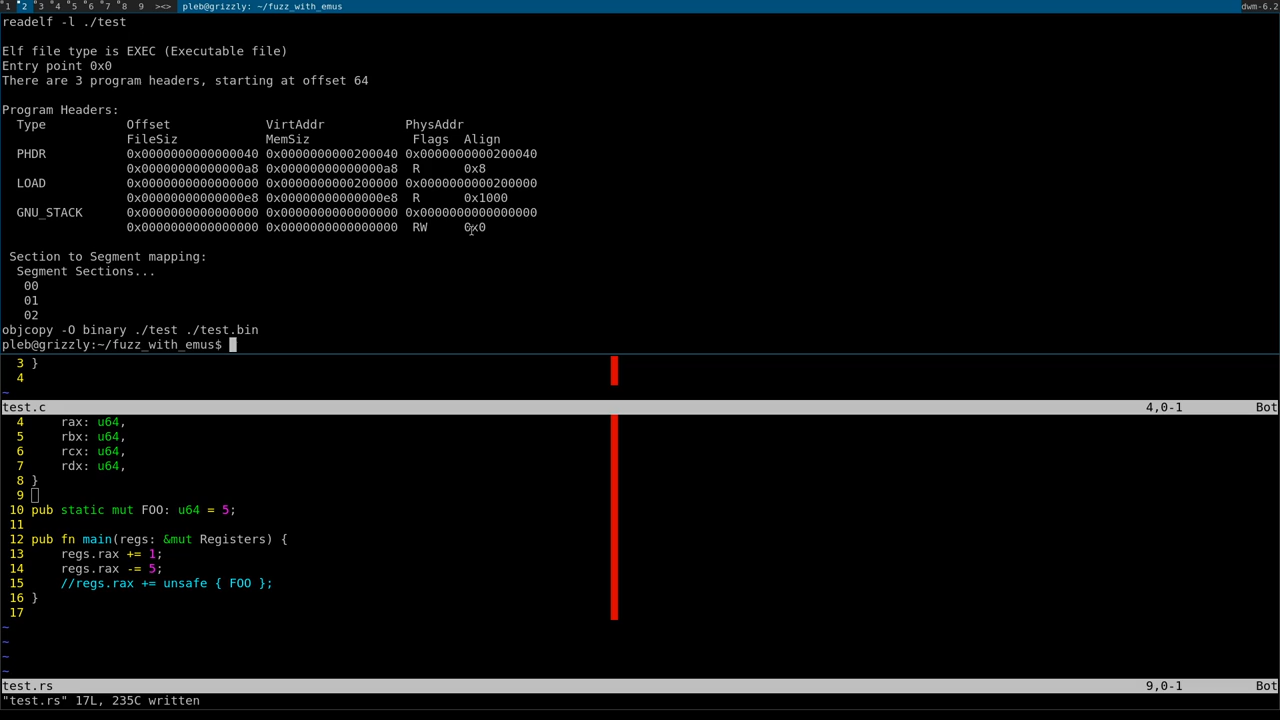 1 2 3 4 5 6 7 8 9 ><> pleb@grizzly: ~/fuzz_with_emus dwm-6.2
readelf -l ./test
Elf file type is EXEC (Executable file)
Entry point 0x0
There are 3 program headers, starting at offset 64
Program Headers:
  Type           Offset             VirtAddr           PhysAddr
                 FileSiz            MemSiz              Flags  Align
  PHDR           0x0000000000000040 0x0000000000200040 0x0000000000200040
                 0x00000000000000a8 0x00000000000000a8  R      0x8
  LOAD           0x0000000000000000 0x0000000000200000 0x0000000000200000
                 0x00000000000000e8 0x00000000000000e8  R      0x1000
  GNU_STACK      0x0000000000000000 0x0000000000000000 0x0000000000000000
                 0x0000000000000000 0x0000000000000000  RW     0x0
 Section to Segment mapping:
  Segment Sections...
   00
   01
   02
objcopy -O binary ./test ./test.bin
pleb@grizzly:~/fuzz_with_emus$
  3 }
  4
~
test.c 4,0-1 Bot
  4     rax: u64,
  5     rbx: u64,
  6     rcx: u64,
  7     rdx: u64,
  8 }
  9
 10 pub static mut FOO: u64 = 5;
 11
 12 pub fn main(regs: &mut Registers) {
 13     regs.rax += 1;
 14     regs.rax -= 5;
 15     //regs.rax += unsafe { FOO };
 16 }
 17
~
~
~
~
test.rs 9,0-1 Bot
"test.rs" 17L, 235C written